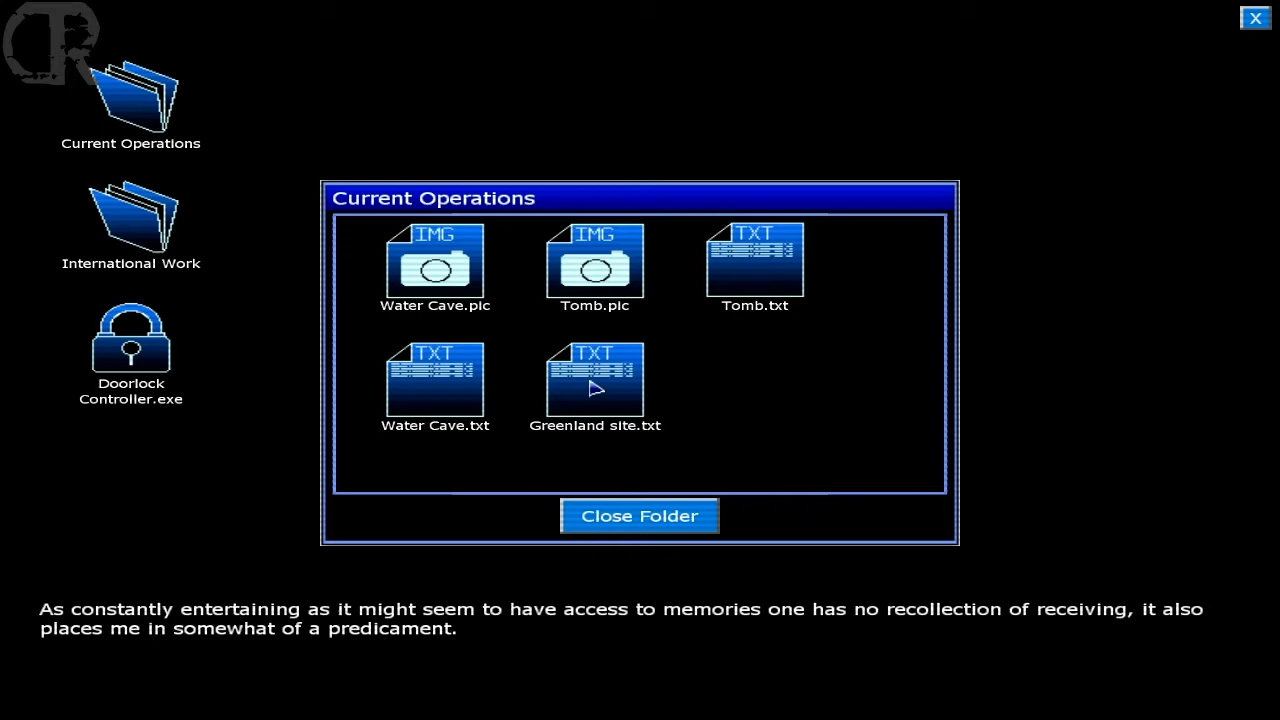 X
Current Operations
International Work
Doorlock
Controller.exe
Current Operations
IMG
IMG
TXT
Water Cave.pic
Tomb.pic
Tomb.txt
TXT
TXT
Water Cave.txt
Greenland site.txt
Close Folder
As constantly entertaining as it might seem to have access to memories one has no recollection of receiving, it also
places me in somewhat of a predicament.